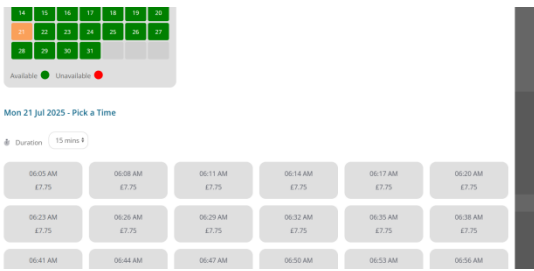 14 15 16 17 18 19 20
21 22 23 24 25 26 27
28 29 30 31
Available Unavailable
Mon 21 Jul 2025 - Pick a Time
Duration 15 mins
06:05 AM 06:08 AM 06:11 AM 06:14 AM 06:17 AM 06:20 AM
£7.75 £7.75 £7.75 £7.75 £7.75 £7.75
06:23 AM 06:26 AM 06:29 AM 06:32 AM 06:35 AM 06:38 AM
£7.75 £7.75 £7.75 £7.75 £7.75 £7.75
06:41 AM 06:44 AM 06:47 AM 06:50 AM 06:53 AM 06:56 AM